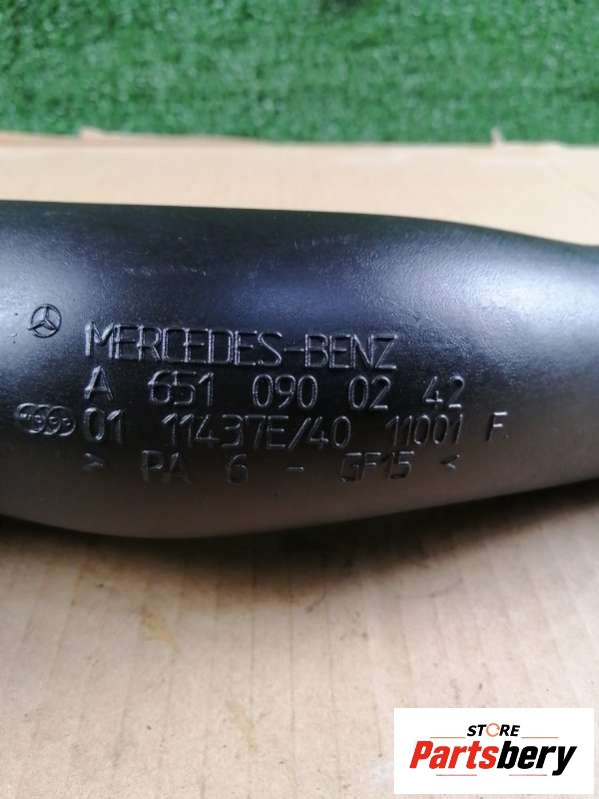 MERCEDES-BENZ
A 651 090 02 42
01 11437E/40 11001 F.
> PA 6 - GF15 <
STORE
Partsbery